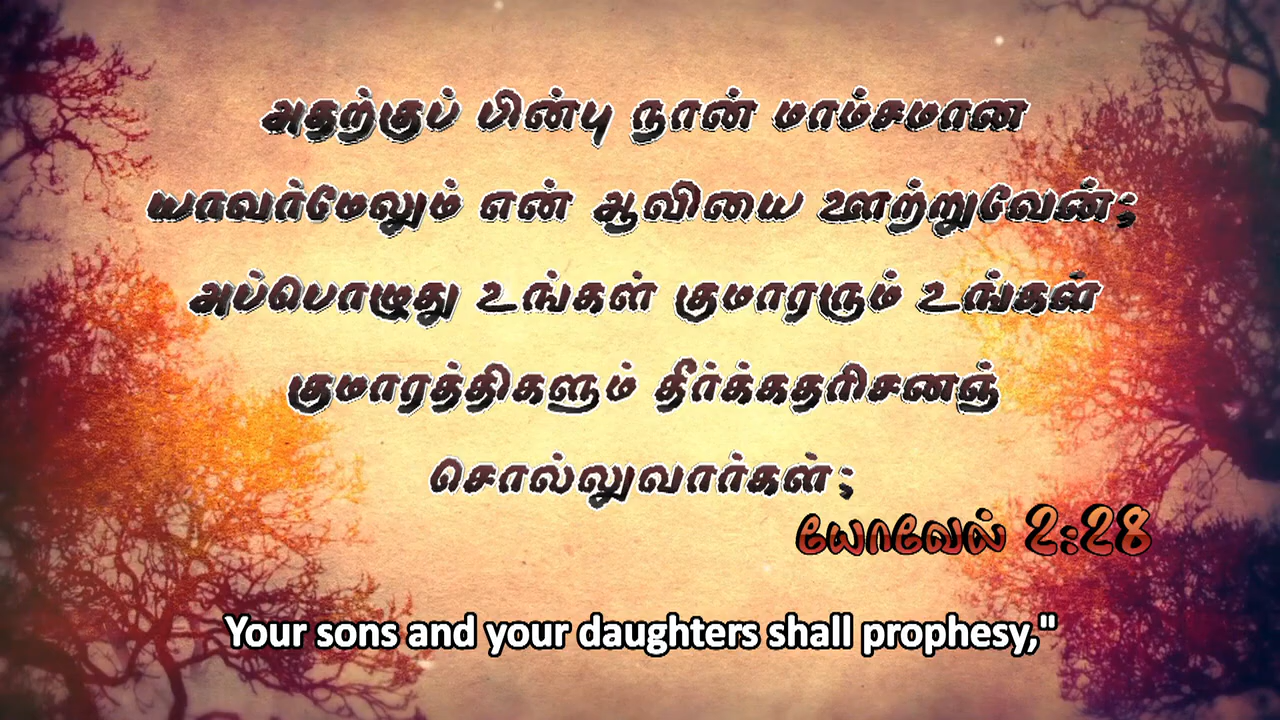 அதற்குப் பின்பு நான் மாம்சமான
யாவர்மேலும் என் ஆவியை ஊற்றுவேன்;
அப்பொழுது உங்கள் குமாரரும் உங்கள்
குமாரத்திகளும் தீர்க்கதரிசனஞ்
சொல்லுவார்கள்;
யோவேல் 2:28
Your sons and your daughters shall prophesy,"